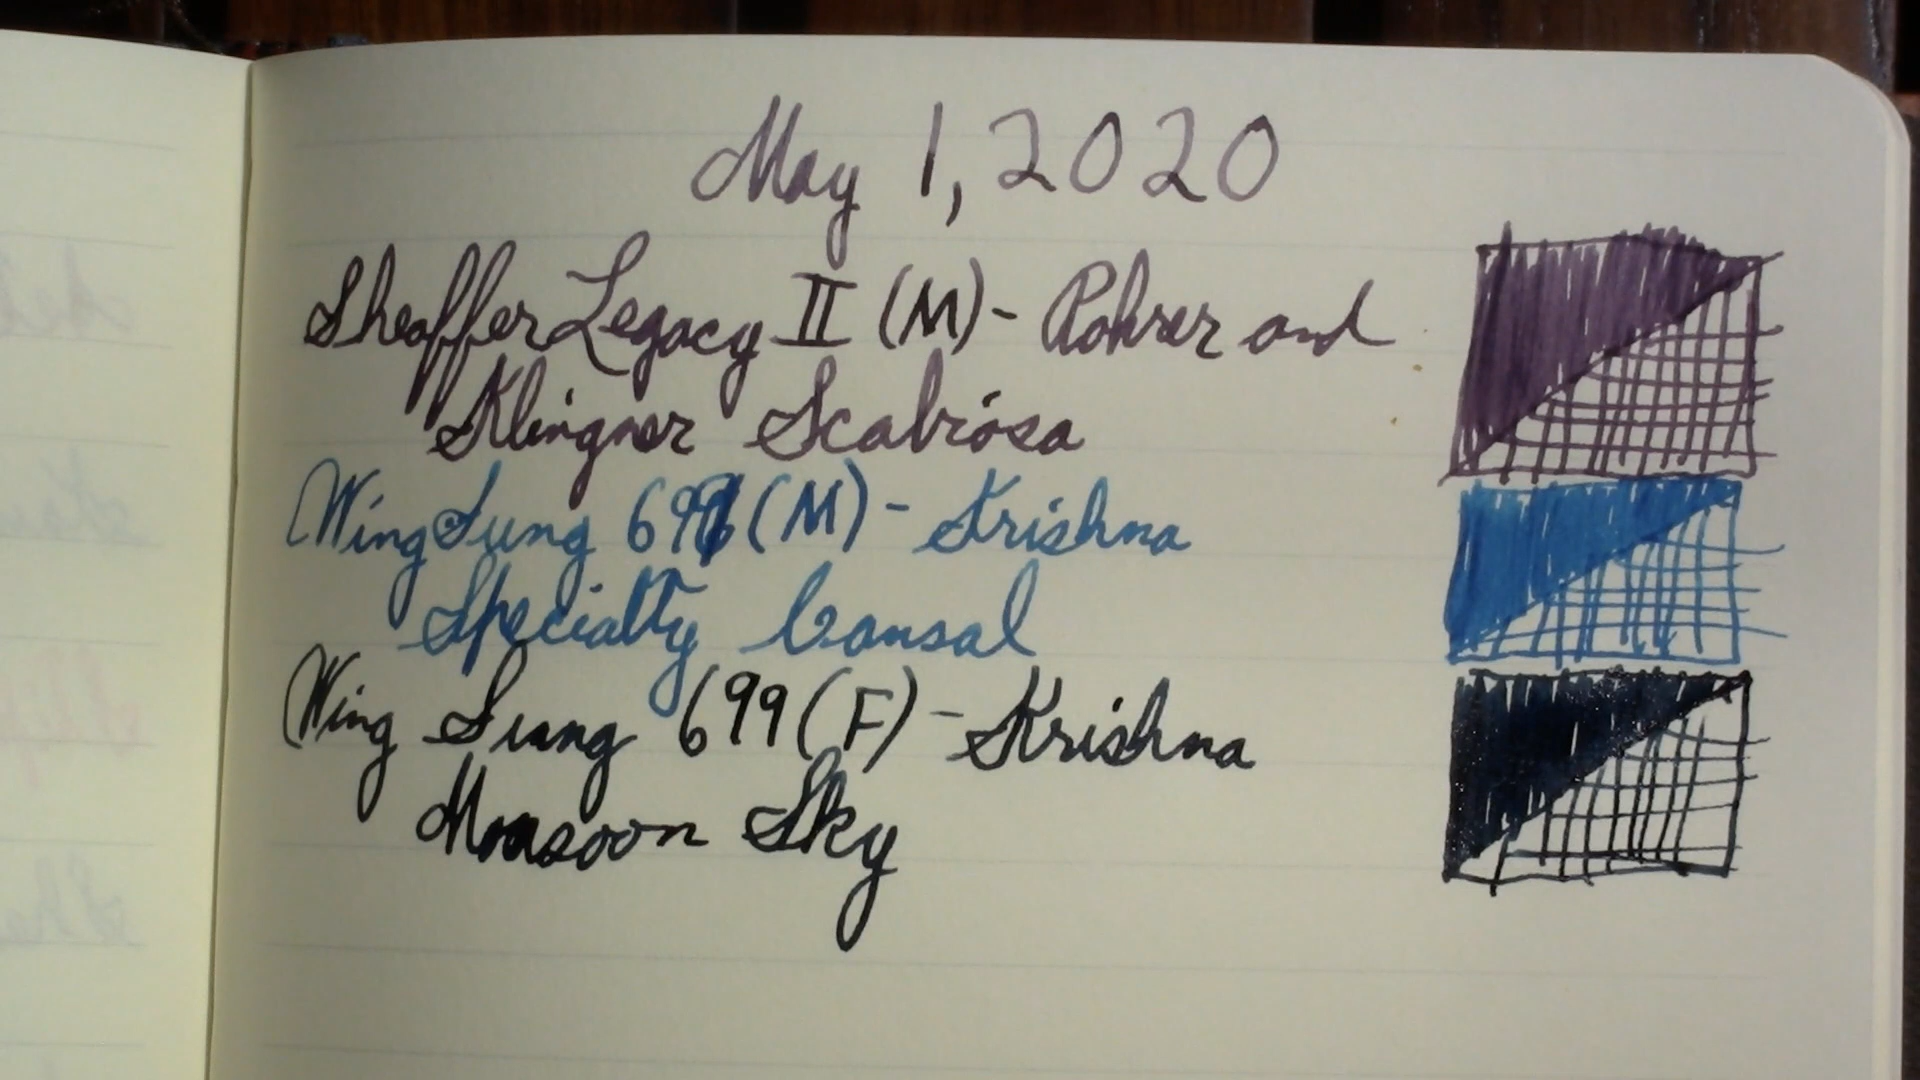 May 1, 2020
Sheaffer Legacy II (M) - Rohrer and
Klingner Scabiosa
Wing Sung 698 (M) - Krishna
Specialty Consol
Wing Sung 699 (F) - Krishna
Monsoon Sky